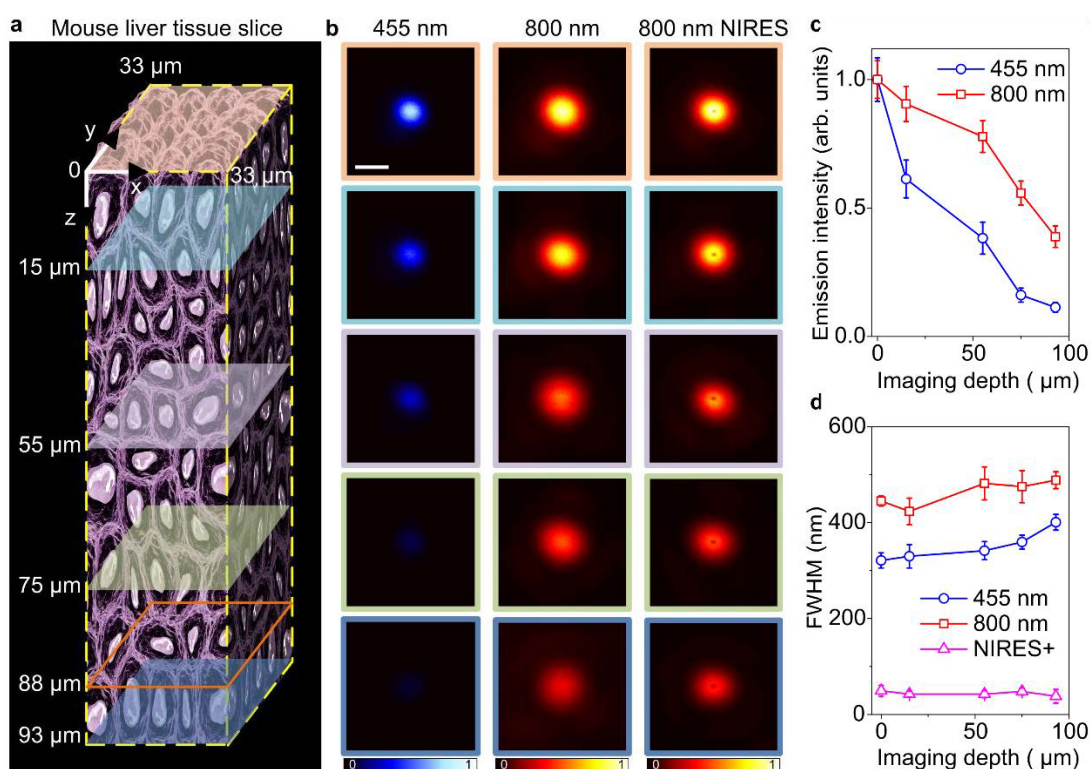 a
Mouse liver tissue slice
33 µm
y
0
x
33 µm
z
15 µm
55 µm
75 µm
88 µm
93 µm
b
455 nm
800 nm
800 nm NIRES
0 1
0 1
0 1
c
Emission intensity (arb. units)
1.0
0.5
0.0
455 nm
800 nm
0 50 100
Imaging depth ( µm)
d
FWHM (nm)
600
400
200
0
455 nm
800 nm
NIRES+
0 50 100
Imaging depth ( µm)